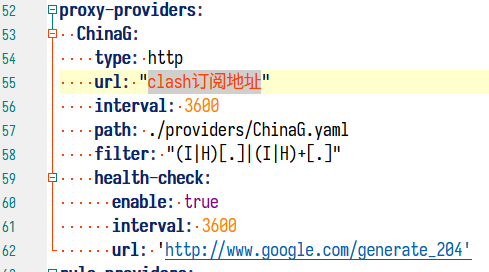 52 proxy-providers:
53   ChinaG:
54     type: http
55     url: "clash订阅地址"
56     interval: 3600
57     path: ./providers/ChinaG.yaml
58     filter: "(I|H)[.]|(I|H)+[.]"
59     health-check:
60       enable: true
61       interval: 3600
62       url: 'http://www.google.com/generate_204'